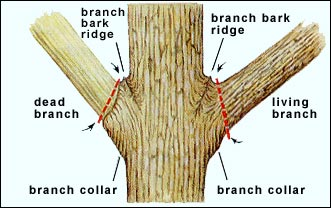 branch
bark
ridge
branch bark
ridge
dead
branch
living
branch
branch collar
branch collar